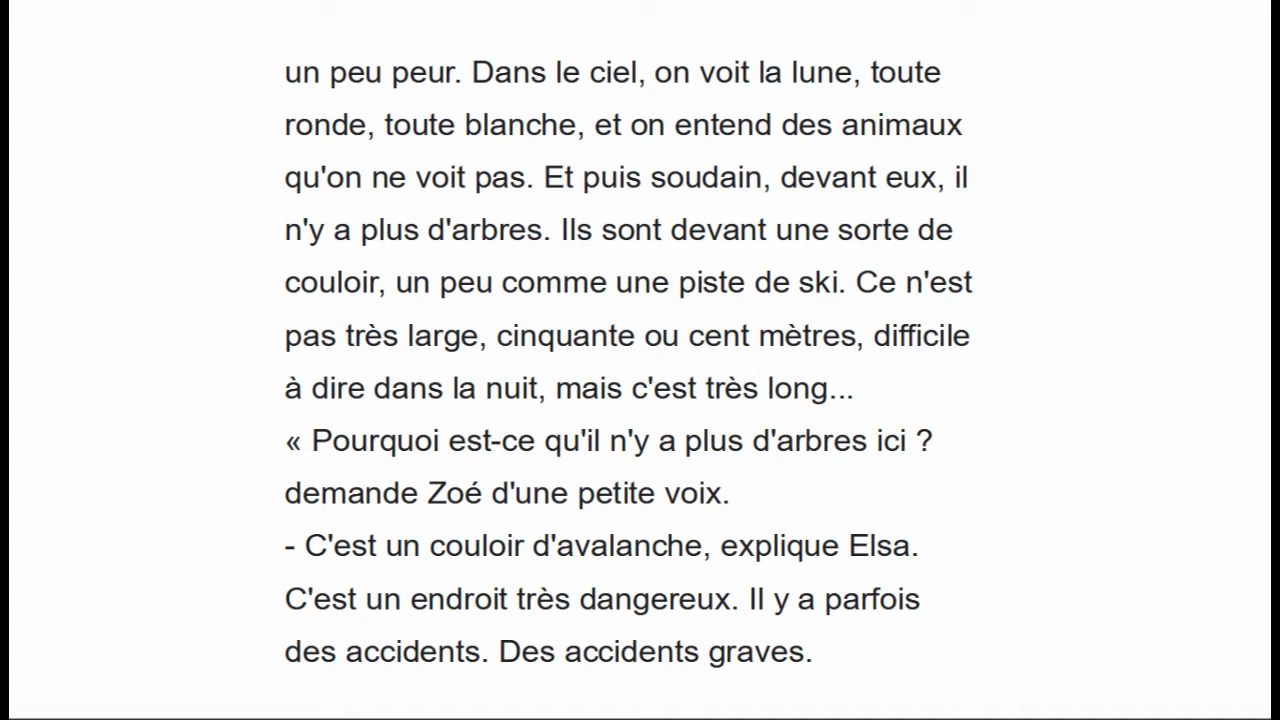 un peu peur. Dans le ciel, on voit la lune, toute
ronde, toute blanche, et on entend des animaux
qu'on ne voit pas. Et puis soudain, devant eux, il
n'y a plus d'arbres. Ils sont devant une sorte de
couloir, un peu comme une piste de ski. Ce n'est
pas très large, cinquante ou cent mètres, difficile
à dire dans la nuit, mais c'est très long...
« Pourquoi est-ce qu'il n'y a plus d'arbres ici ?
demande Zoé d'une petite voix.
- C'est un couloir d'avalanche, explique Elsa.
C'est un endroit très dangereux. Il y a parfois
des accidents. Des accidents graves.